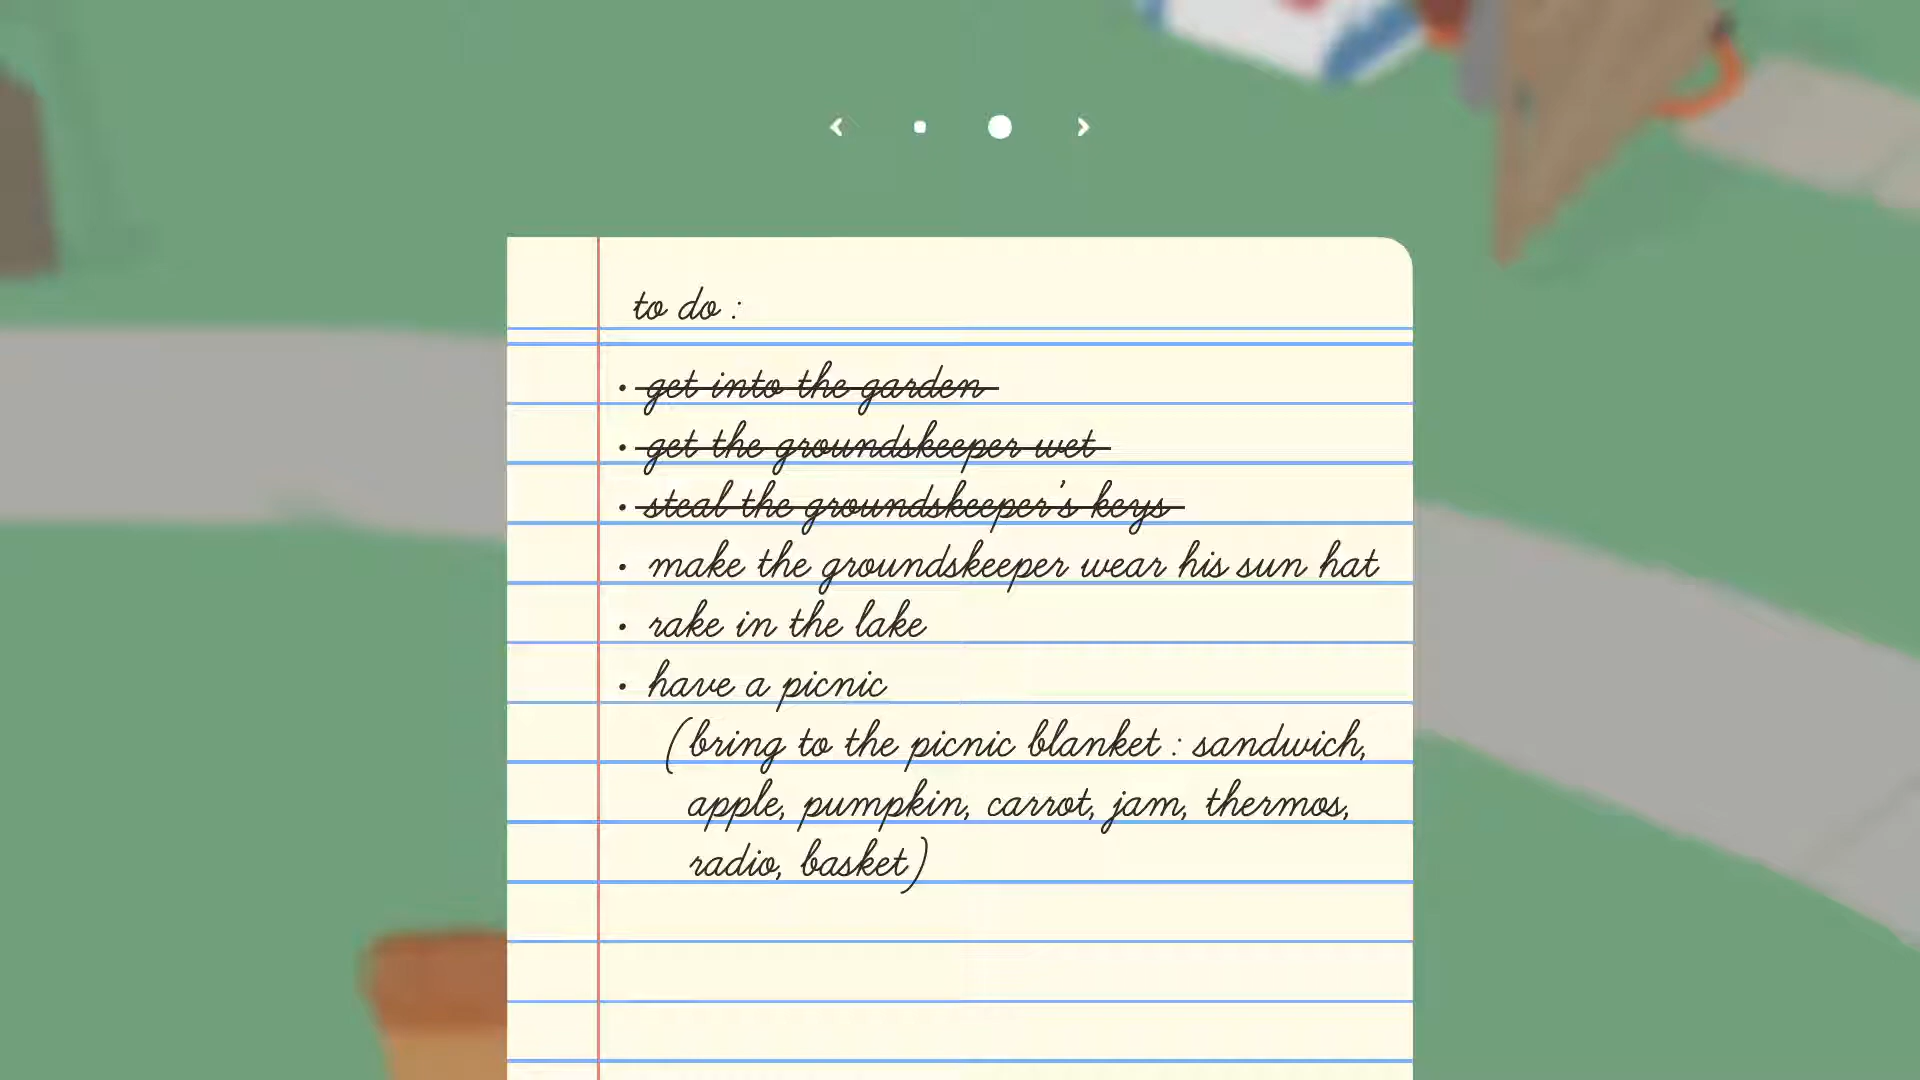 to do :
• get into the garden
• get the groundskeeper wet
• steal the groundskeeper's keys
• make the groundskeeper wear his sun hat
• rake in the lake
• have a picnic
(bring to the picnic blanket : sandwich,
apple, pumpkin, carrot, jam, thermos,
radio, basket)